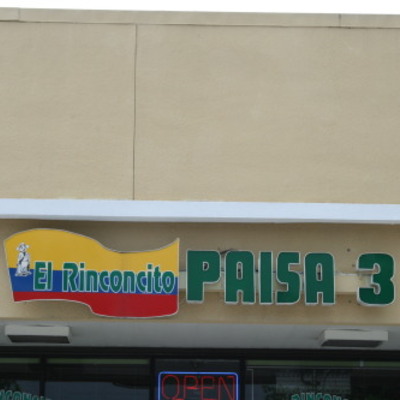 El Rinconcito PAISA 3
OPEN